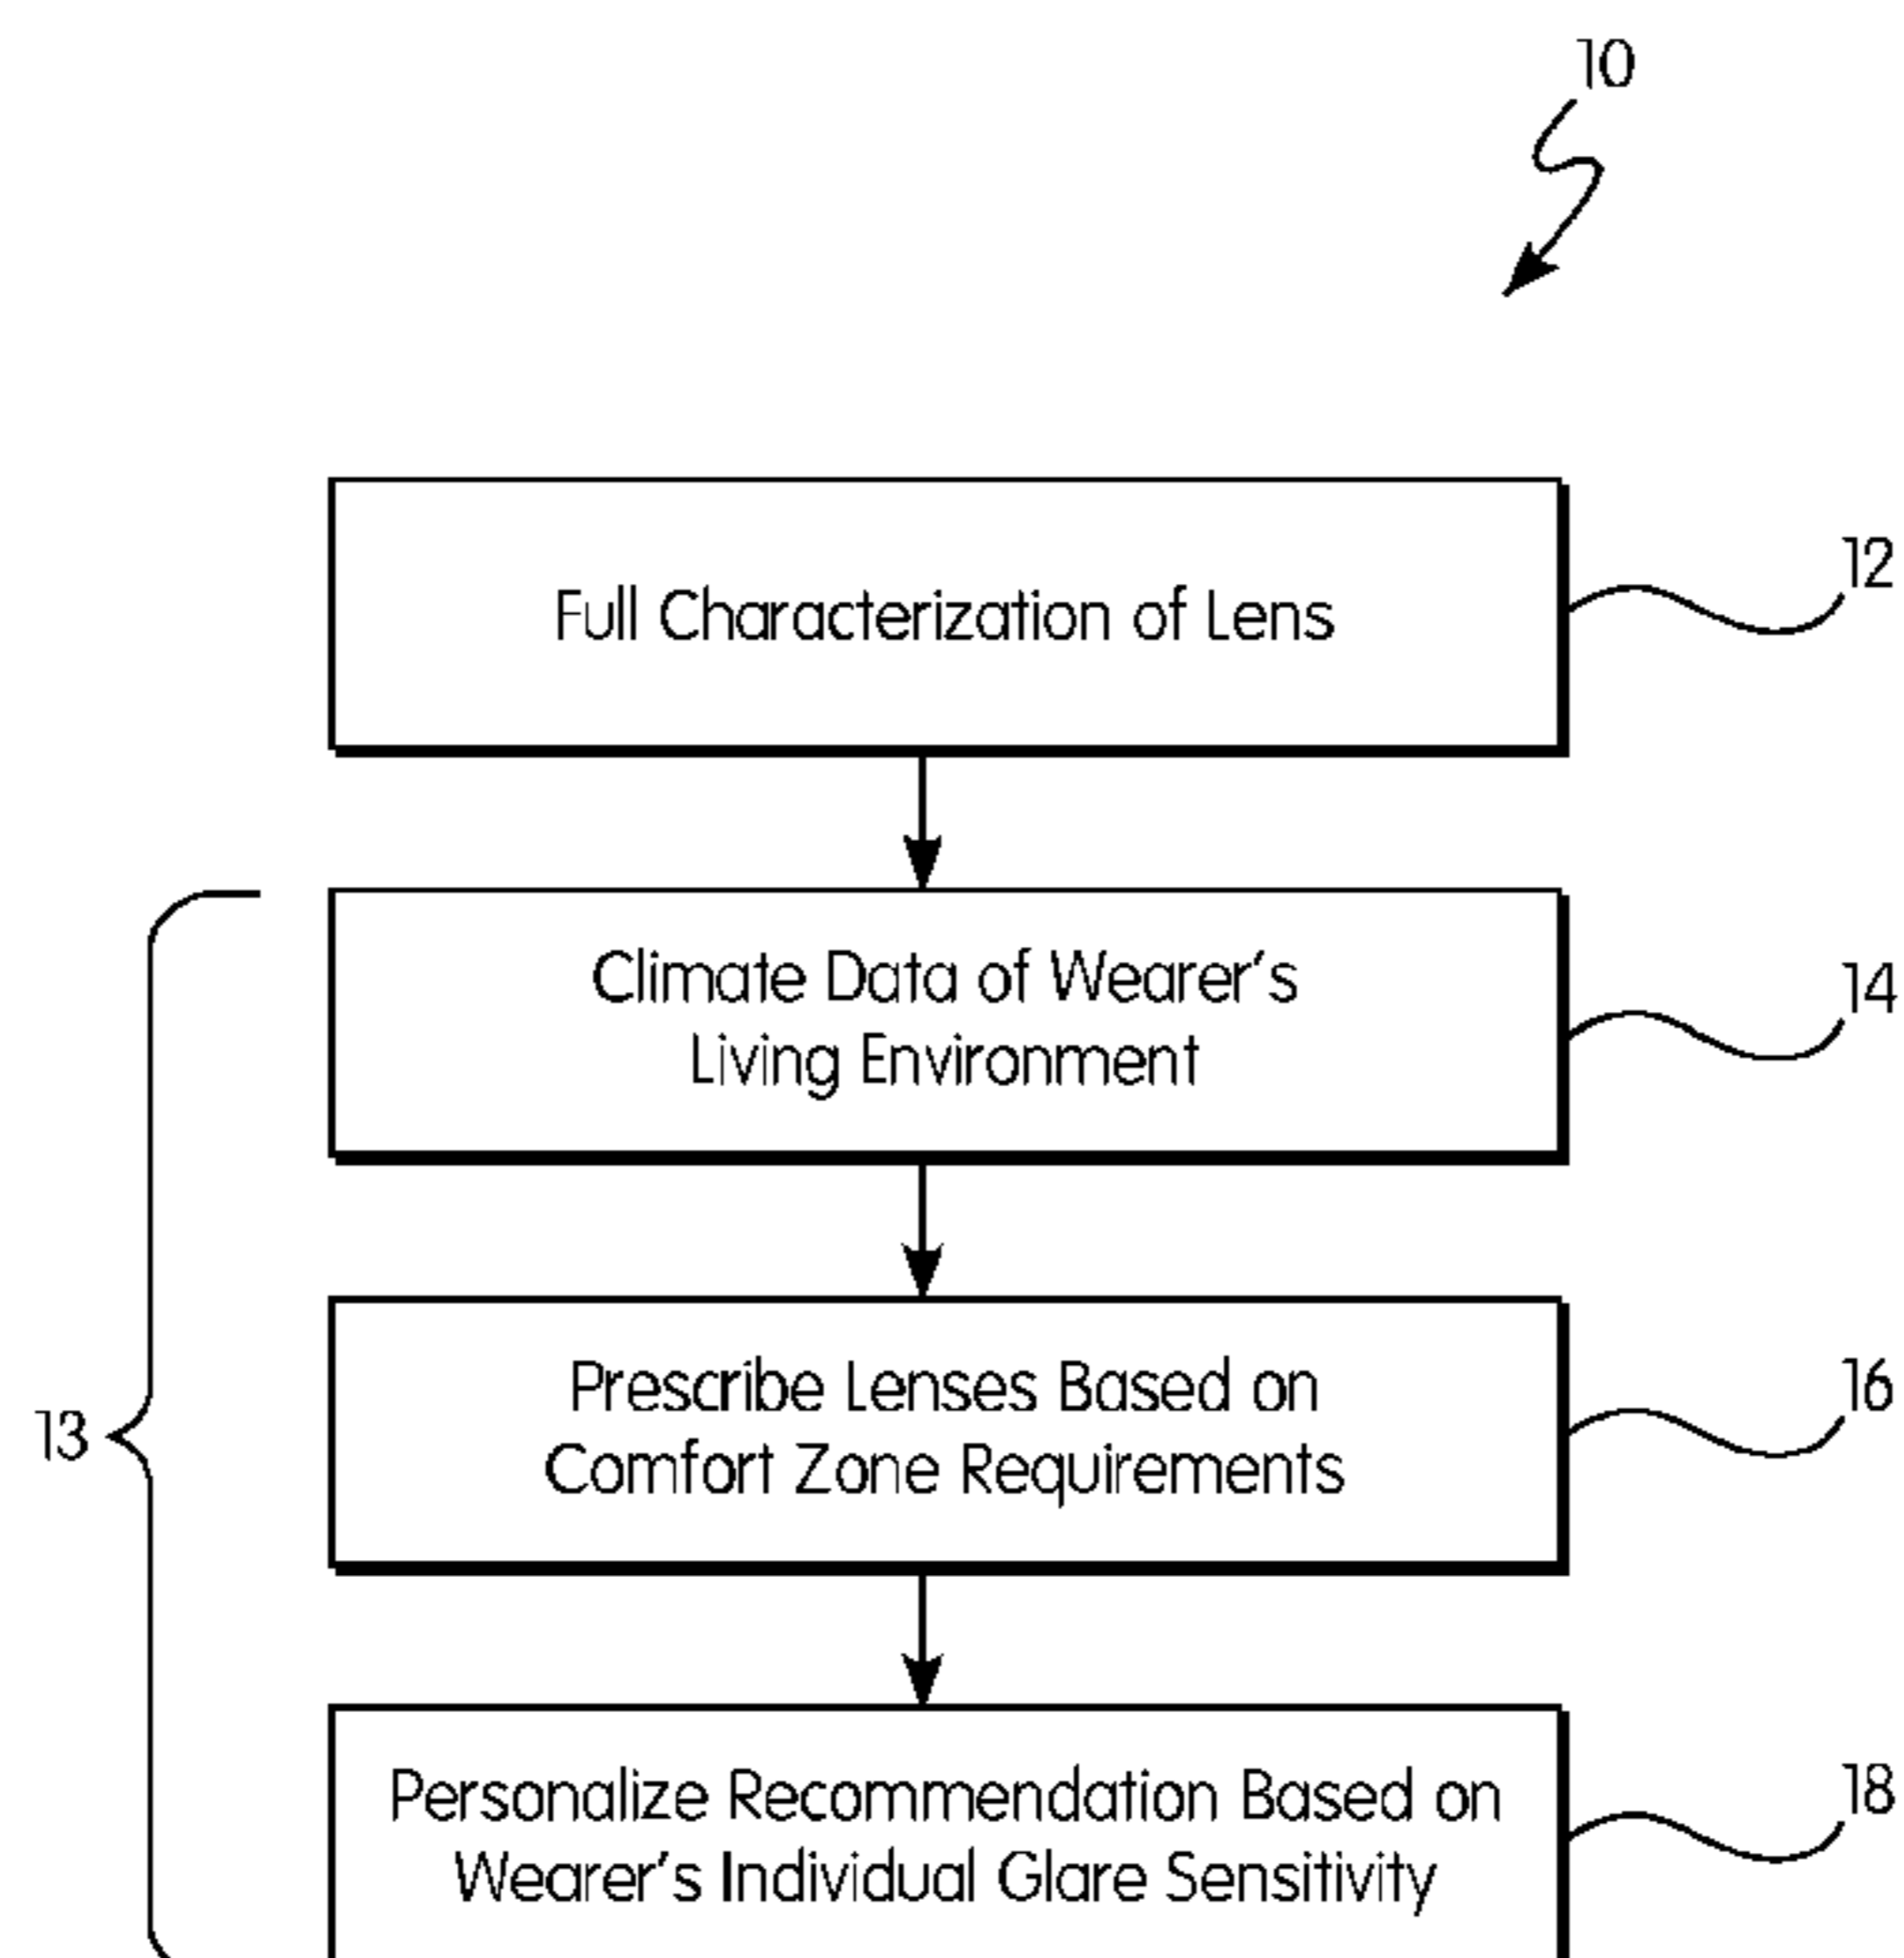 10
Full Characterization of Lens
12
Climate Data of Wearer's
Living Environment
14
Prescribe Lenses Based on
Comfort Zone Requirements
16
13
Personalize Recommendation Based on
Wearer's Individual Glare Sensitivity
18